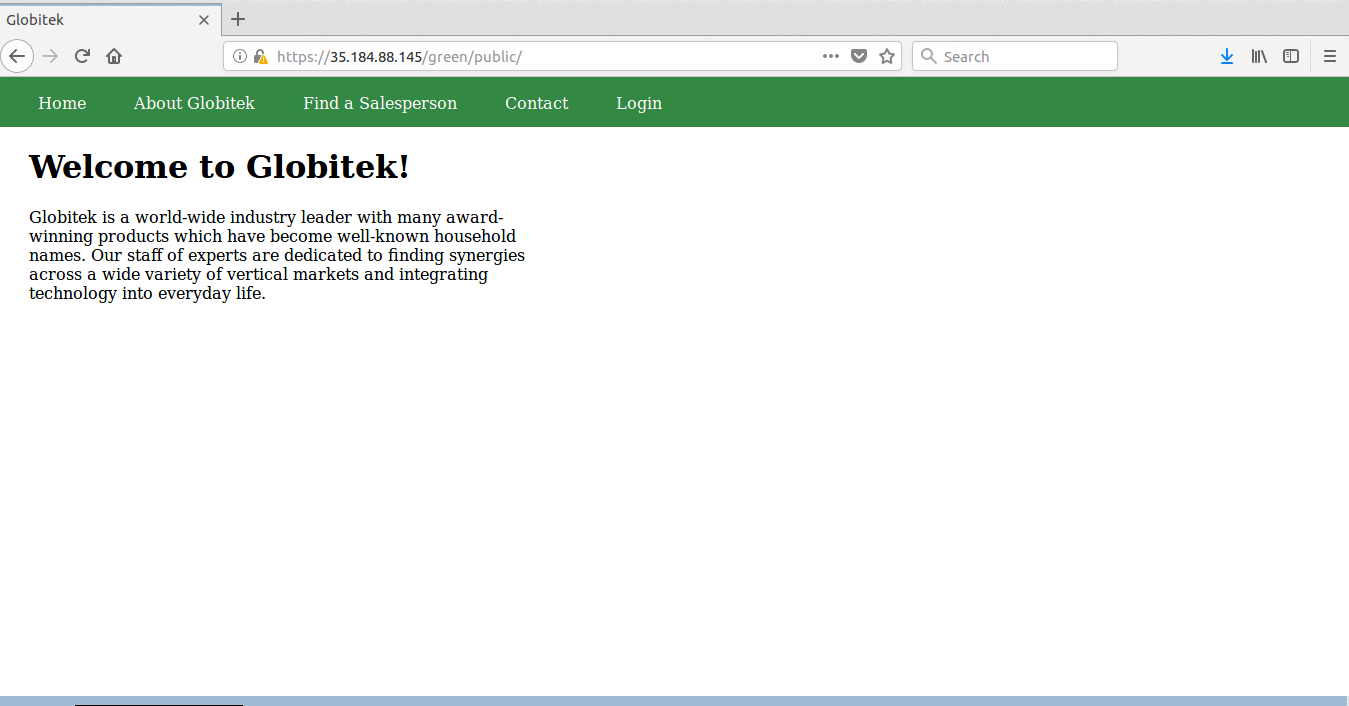 Globitek
https://35.184.88.145/green/public/
Search
Home About Globitek Find a Salesperson Contact Login
Welcome to Globitek!
Globitek is a world-wide industry leader with many award-
winning products which have become well-known household
names. Our staff of experts are dedicated to finding synergies
across a wide variety of vertical markets and integrating
technology into everyday life.